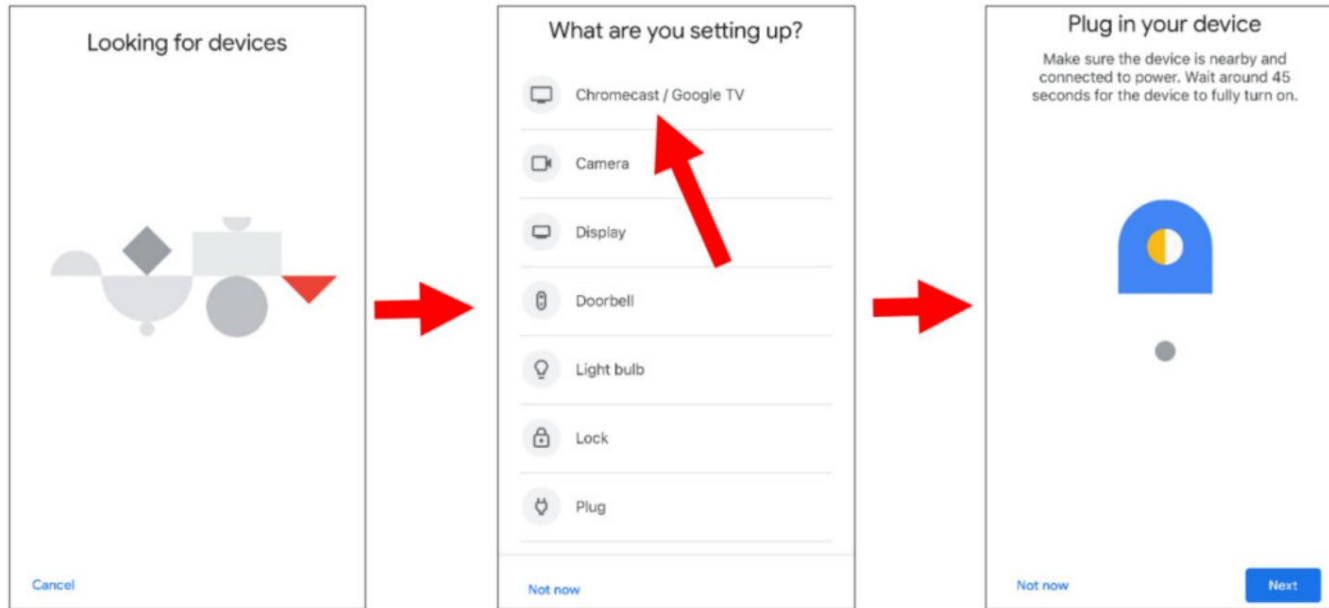 Looking for devices
Cancel
What are you setting up?
Chromecast / Google TV
Camera
Display
Doorbell
Light bulb
Lock
Plug
Not now
Plug in your device
Make sure the device is nearby and
connected to power. Wait around 45
seconds for the device to fully turn on.
Not now
Next